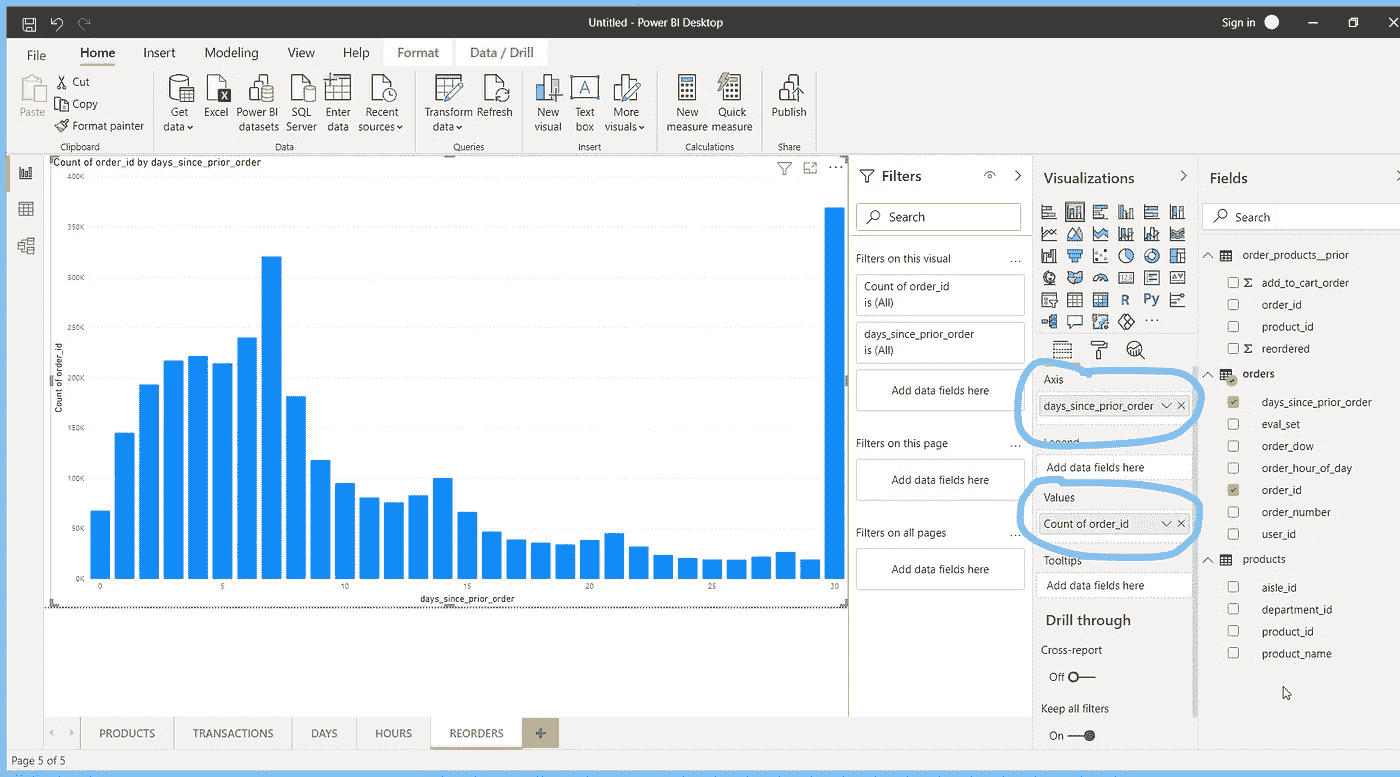 Untitled - Power BI Desktop
Sign in
File
Home
Insert
Modeling
View
Help
Format
Data / Drill
Paste
Cut
Copy
Format painter
Clipboard
Get data
Excel
Power BI datasets
SQL Server
Enter data
Recent sources
Data
Transform data
Refresh
Queries
New visual
Text box
More visuals
Insert
New measure
Quick measure
Calculations
Publish
Share
Count of order_id by days_since_prior_order
400K
350K
300K
250K
200K
150K
100K
50K
0K
Count of order_id
0
5
10
15
20
25
30
days_since_prior_order
Filters
Search
Filters on this visual
Count of order_id
is (All)
days_since_prior_order
is (All)
Add data fields here
Filters on this page
Add data fields here
Filters on all pages
Add data fields here
Visualizations
123
R
Py
Axis
days_since_prior_order
Legend
Add data fields here
Values
Count of order_id
Tooltips
Add data fields here
Drill through
Cross-report
Off
Keep all filters
On
Fields
Search
order_products__prior
Σ add_to_cart_order
order_id
product_id
Σ reordered
orders
days_since_prior_order
eval_set
order_dow
order_hour_of_day
order_id
order_number
user_id
products
aisle_id
department_id
product_id
product_name
PRODUCTS
TRANSACTIONS
DAYS
HOURS
REORDERS
Page 5 of 5